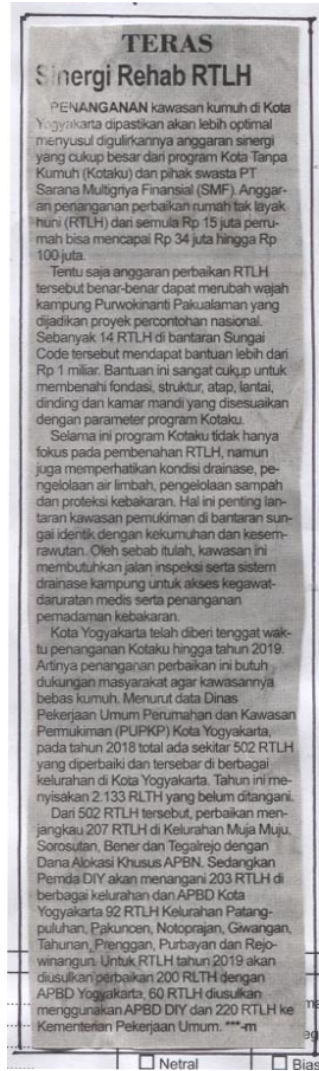 TERAS
Sinergi Rehab RTLH
PENANGANAN kawasan kumuh di Kota
Yogyakarta dipastikan akan lebih optimal
menyusul digulirkannya anggaran sinergi
yang cukup besar dari program Kota Tanpa
Kumuh (Kotaku) dan pihak swasta PT
Sarana Multigriya Finansial (SMF). Anggar-
an penanganan perbaikan rumah tak layak
huni (RTLH) dari semula Rp 15 juta perru-
mah bisa mencapai Rp 34 juta hingga Rp
100 juta.
Tentu saja anggaran perbaikan RTLH
tersebut benar-benar dapat merubah wajah
kampung Purwokinanti Pakualaman yang
dijadikan proyek percontohan nasional.
Sebanyak 14 RTLH di bantaran Sungai
Code tersebut mendapat bantuan lebih dari
Rp 1 miliar. Bantuan ini sangat cukup untuk
membenahi fondasi, struktur, atap, lantai,
dinding dan kamar mandi yang disesuaikan
dengan parameter program Kotaku.
Selama ini program Kotaku tidak hanya
fokus pada pembenahan RTLH, namun
juga memperhatikan kondisi drainase, pe-
ngelolaan air limbah, pengelolaan sampah
dan proteksi kebakaran. Hal ini penting lan-
taran kawasan pemukiman di bantaran sun-
gai identik dengan kekumuhan dan kesem-
rawutan. Oleh sebab itulah, kawasan ini
membutuhkan jalan inspeksi serta sistem
drainase kampung untuk akses kegawat-
daruratan medis serta penanganan
pemadaman kebakaran.
Kota Yogyakarta telah diberi tenggat wak-
tu penanganan Kotaku hingga tahun 2019.
Artinya penanganan perbaikan ini butuh
dukungan masyarakat agar kawasannya
bebas kumuh. Menurut data Dinas
Pekerjaan Umum Perumahan dan Kawasan
Permukiman (PUPKP) Kota Yogyakarta,
pada tahun 2018 total ada sekitar 502 RTLH
yang diperbaiki dan tersebar di berbagai
kelurahan di Kota Yogyakarta. Tahun ini me-
nyisakan 2.133 RLTH yang belum ditangani.
Dari 502 RTLH tersebut, perbaikan men-
jangkau 207 RTLH di Kelurahan Muja Muju,
Sorosutan, Bener dan Tegalrejo dengan
Dana Alokasi Khusus APBN. Sedangkan
Pemda DIY akan menangani 203 RTLH di
berbagai kelurahan dan APBD Kota
Yogyakarta 92 RTLH Kelurahan Patang-
puluhan, Pakuncen, Notoprajan, Giwangan,
Tahunan, Prenggan, Purbayan dan Rejo-
winangun. Untuk RTLH tahun 2019 akan
diusulkan perbaikan 200 RLTH dengan
APBD Yogyakarta, 60 RTLH diusulkan
menggunakan APBD DIY dan 220 RTLH ke
Kementerian Pekerjaan Umum. ***-m
Netral
Bias